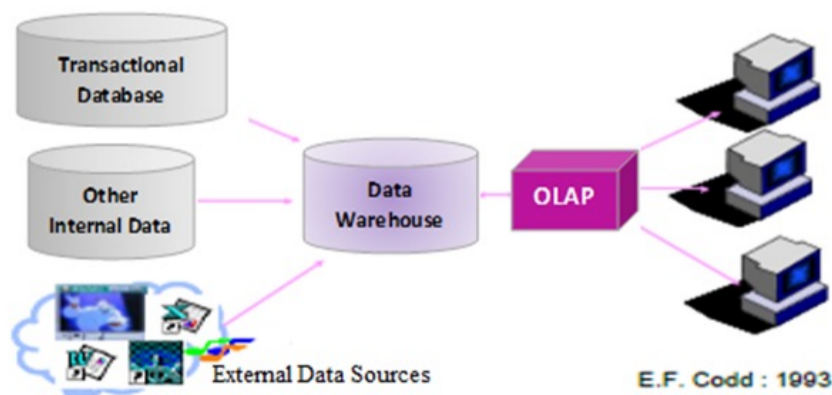 Transactional
Database
Other
Internal Data
Data
Warehouse
OLAP
External Data Sources
E.F. Codd : 1993